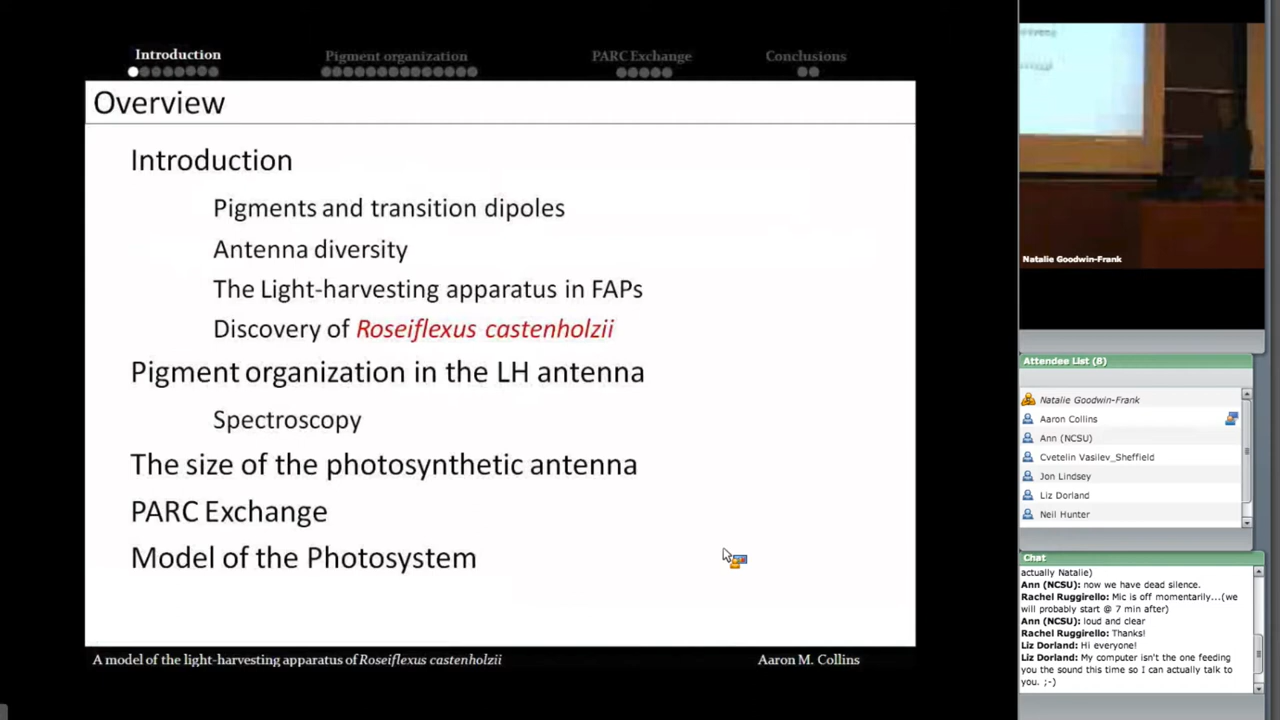 Introduction
Pigment organization
PARC Exchange
Conclusions
Overview
Introduction
Pigments and transition dipoles
Antenna diversity
The Light-harvesting apparatus in FAPs
Discovery of Roseiflexus castenholzii
Pigment organization in the LH antenna
Spectroscopy
The size of the photosynthetic antenna
PARC Exchange
Model of the Photosystem
A model of the light-harvesting apparatus of Roseiflexus castenholzii
Aaron M. Collins
Natalie Goodwin-Frank
Attendee List (8)
Natalie Goodwin-Frank
Aaron Collins
Ann (NCSU)
Cvetelin Vasilev_Sheffield
Jon Lindsey
Liz Dorland
Neil Hunter
Chat
actually Natalie)
Ann (NCSU): now we have dead silence.
Rachel Ruggirello: Mic is off momentarily...(we
will probably start @ 7 min after)
Ann (NCSU): loud and clear
Rachel Ruggirello: Thanks!
Liz Dorland: Hi everyone!
Liz Dorland: My computer isn't the one feeding
you the sound this time so I can actually talk to
you. ;-)